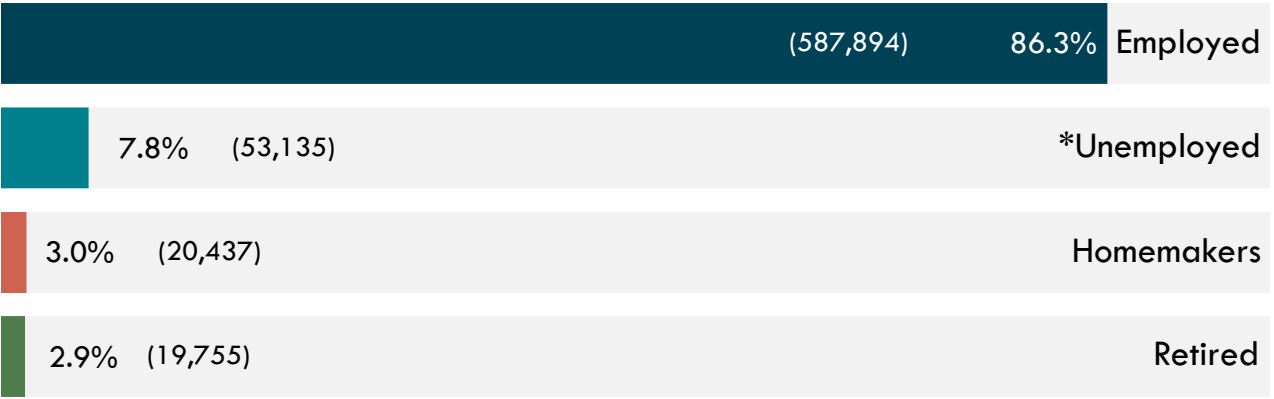 (587,894) 86.3% Employed
7.8% (53,135) *Unemployed
3.0% (20,437) Homemakers
2.9% (19,755) Retired